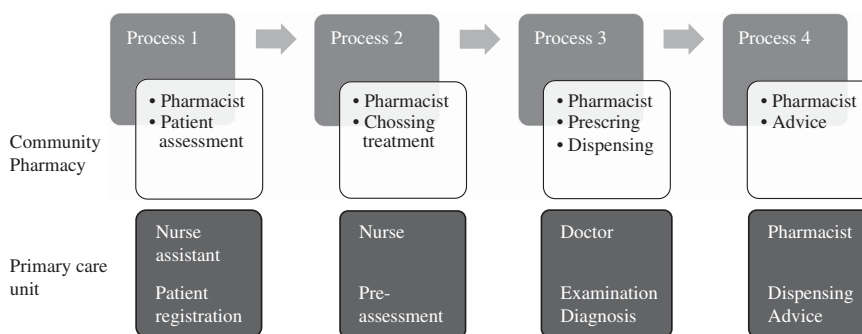 Process 1
Process 2
Process 3
Process 4
Community
Pharmacy
• Pharmacist
• Patient
assessment
• Pharmacist
• Chossing
treatment
• Pharmacist
• Prescring
• Dispensing
• Pharmacist
• Advice
Primary care
unit
Nurse
assistant
Patient
registration
Nurse
Pre-
assessment
Doctor
Examination
Diagnosis
Pharmacist
Dispensing
Advice